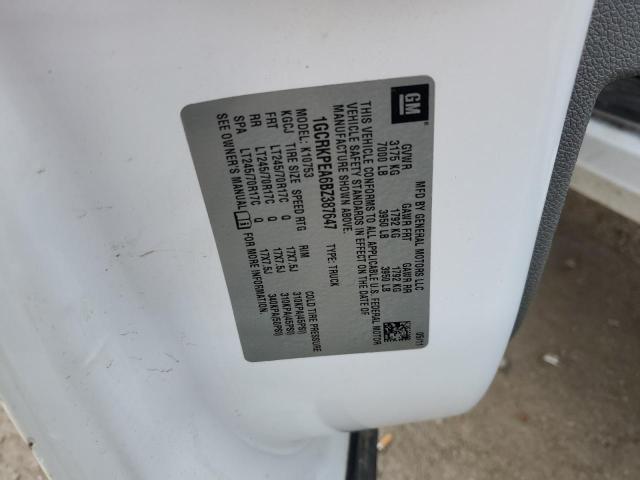 GM
MFD BY GENERAL MOTORS LLC 05/11
GVWR GAWR FRT GAWR RR
3175 KG 1792 KG 1792 KG
7000 LB 3950 LB 3950 LB
THIS VEHICLE CONFORMS TO ALL APPLICABLE U.S. FEDERAL MOTOR
VEHICLE SAFETY STANDARDS IN EFFECT ON THE DATE OF
MANUFACTURE SHOWN ABOVE.
1GCRKPEA6BZ387647 TYPE: TRUCK
MODEL: K10753
KGCJ TIRE SIZE SPEED RTG RIM COLD TIRE PRESSURE
FRT LT245/70R17C Q 17X7.5J 310KPA(45PSI)
RR LT245/70R17C Q 17X7.5J 310KPA(45PSI)
SPA LT245/70R17C Q 17X7.5J 340KPA(50PSI)
SEE OWNER'S MANUAL FOR MORE INFORMATION.